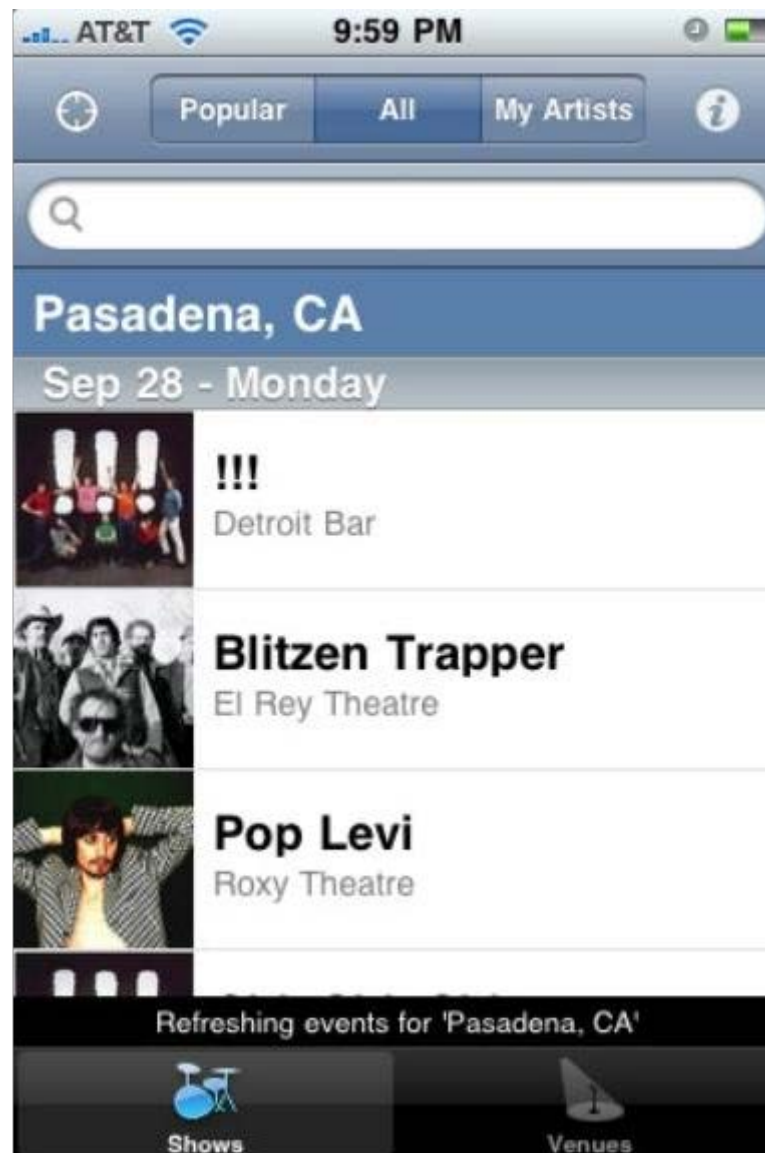 AT&T 9:59 PM
Popular All My Artists
Pasadena, CA
Sep 28 - Monday
!!!
Detroit Bar
Blitzen Trapper
El Rey Theatre
Pop Levi
Roxy Theatre
Refreshing events for 'Pasadena, CA'
Shows Venues